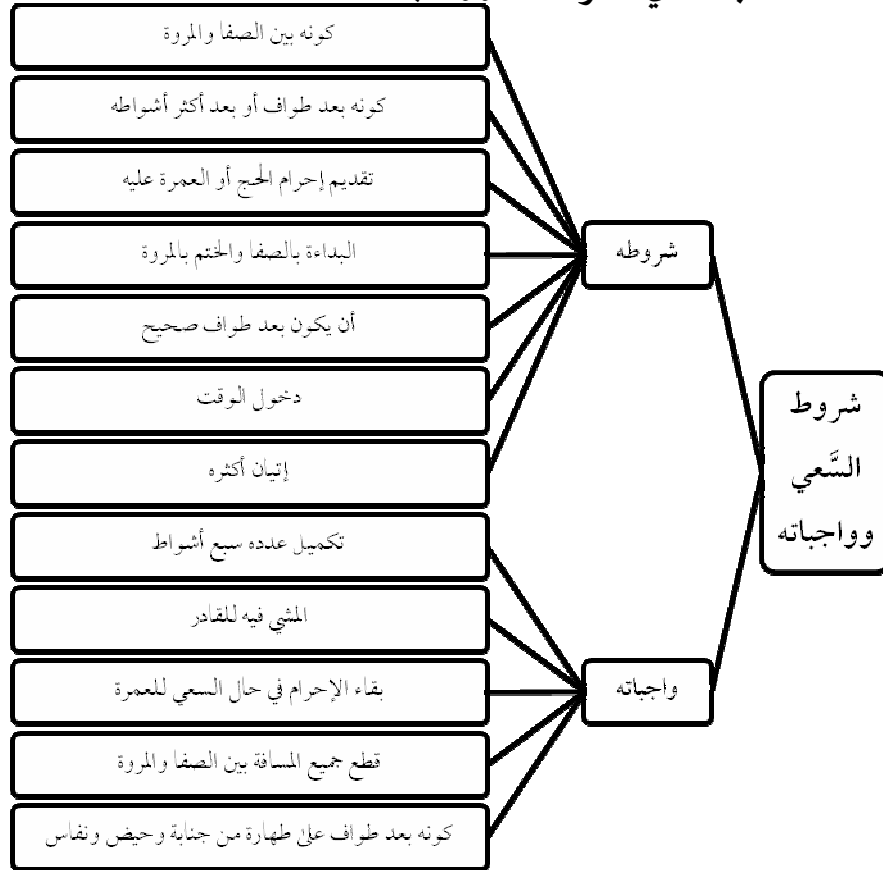 شروط
السَّعي
وواجباته
شروطه
كونه بين الصفا والمروة
كونه بعد طواف أو بعد أكثر أشواطه
تقديم إحرام الحج أو العمرة عليه
البداءة بالصفا والختم بالمروة
أن يكون بعد طواف صحيح
دخول الوقت
إتيان أكثره
واجباته
تكميل عدده سبع أشواط
المشي فيه للقادر
بقاء الإحرام في حال السعي للعمرة
قطع جميع المسافة بين الصفا والمروة
كونه بعد طواف على طهارة من جنابة وحيض ونفاس